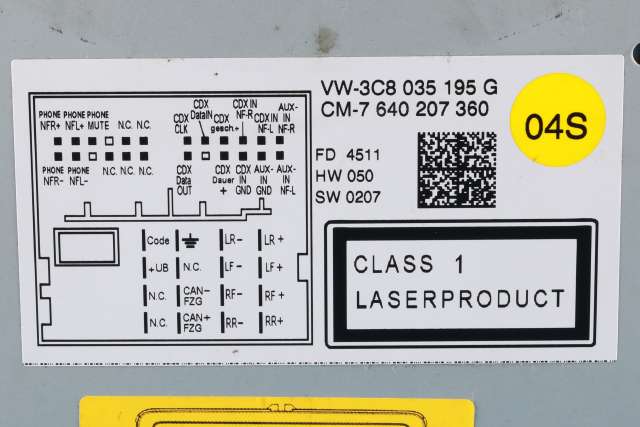 VW-3C8 035 195 G
CM-7 640 207 360
04S
FD 4511
HW 050
SW 0207
CLASS 1
LASERPRODUCT
PHONE PHONE PHONE
NFR+ NFL+ MUTE N.C. N.C.
CDX CLK
CDX DataIN
CDX gesch.+
CDX IN NF-R
CDX IN NF-L
AUX-IN NF-R
PHONE PHONE
NFR- NFL- N.C. N.C. N.C.
CDX Data OUT
CDX Dauer +
CDX IN GND
AUX-IN GND
AUX-IN NF-L
Code LR- LR+
+UB N.C. LF- LF+
N.C. CAN- FZG RF- RF+
N.C. CAN+ FZG RR- RR+